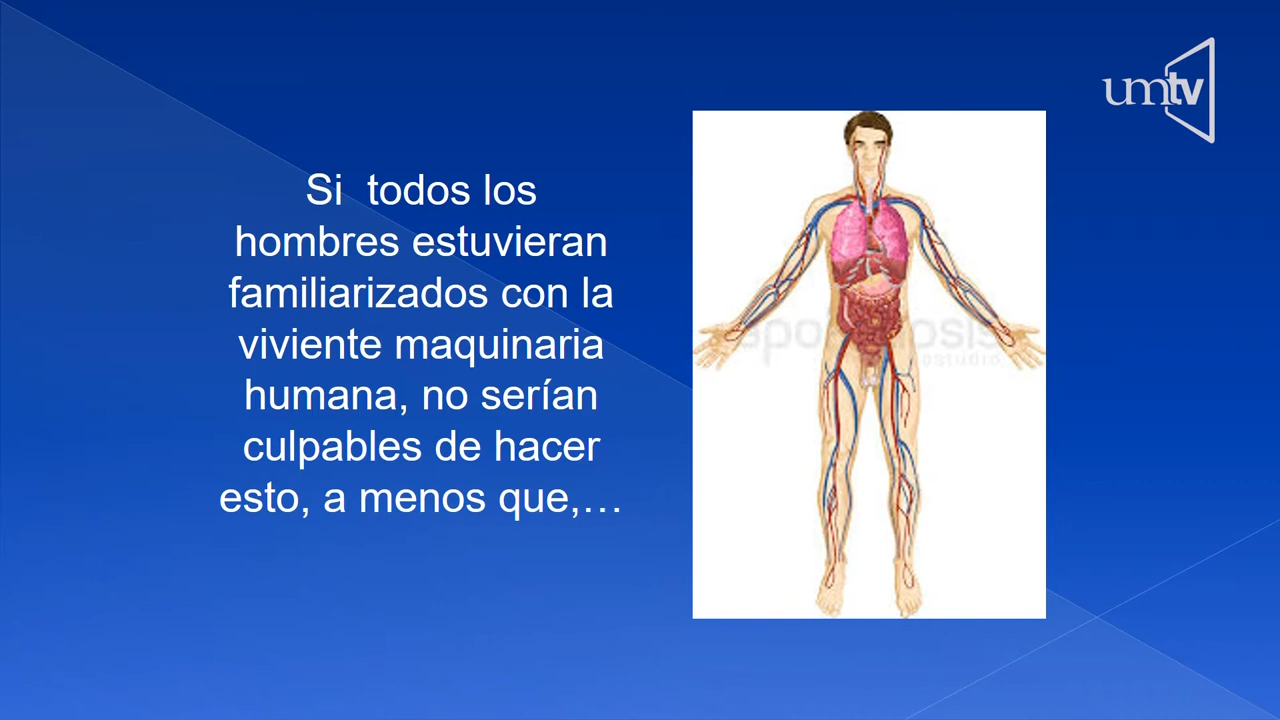 umtv
Si  todos los
hombres estuvieran
familiarizados con la
viviente maquinaria
humana, no serían
culpables de hacer
esto, a menos que,…